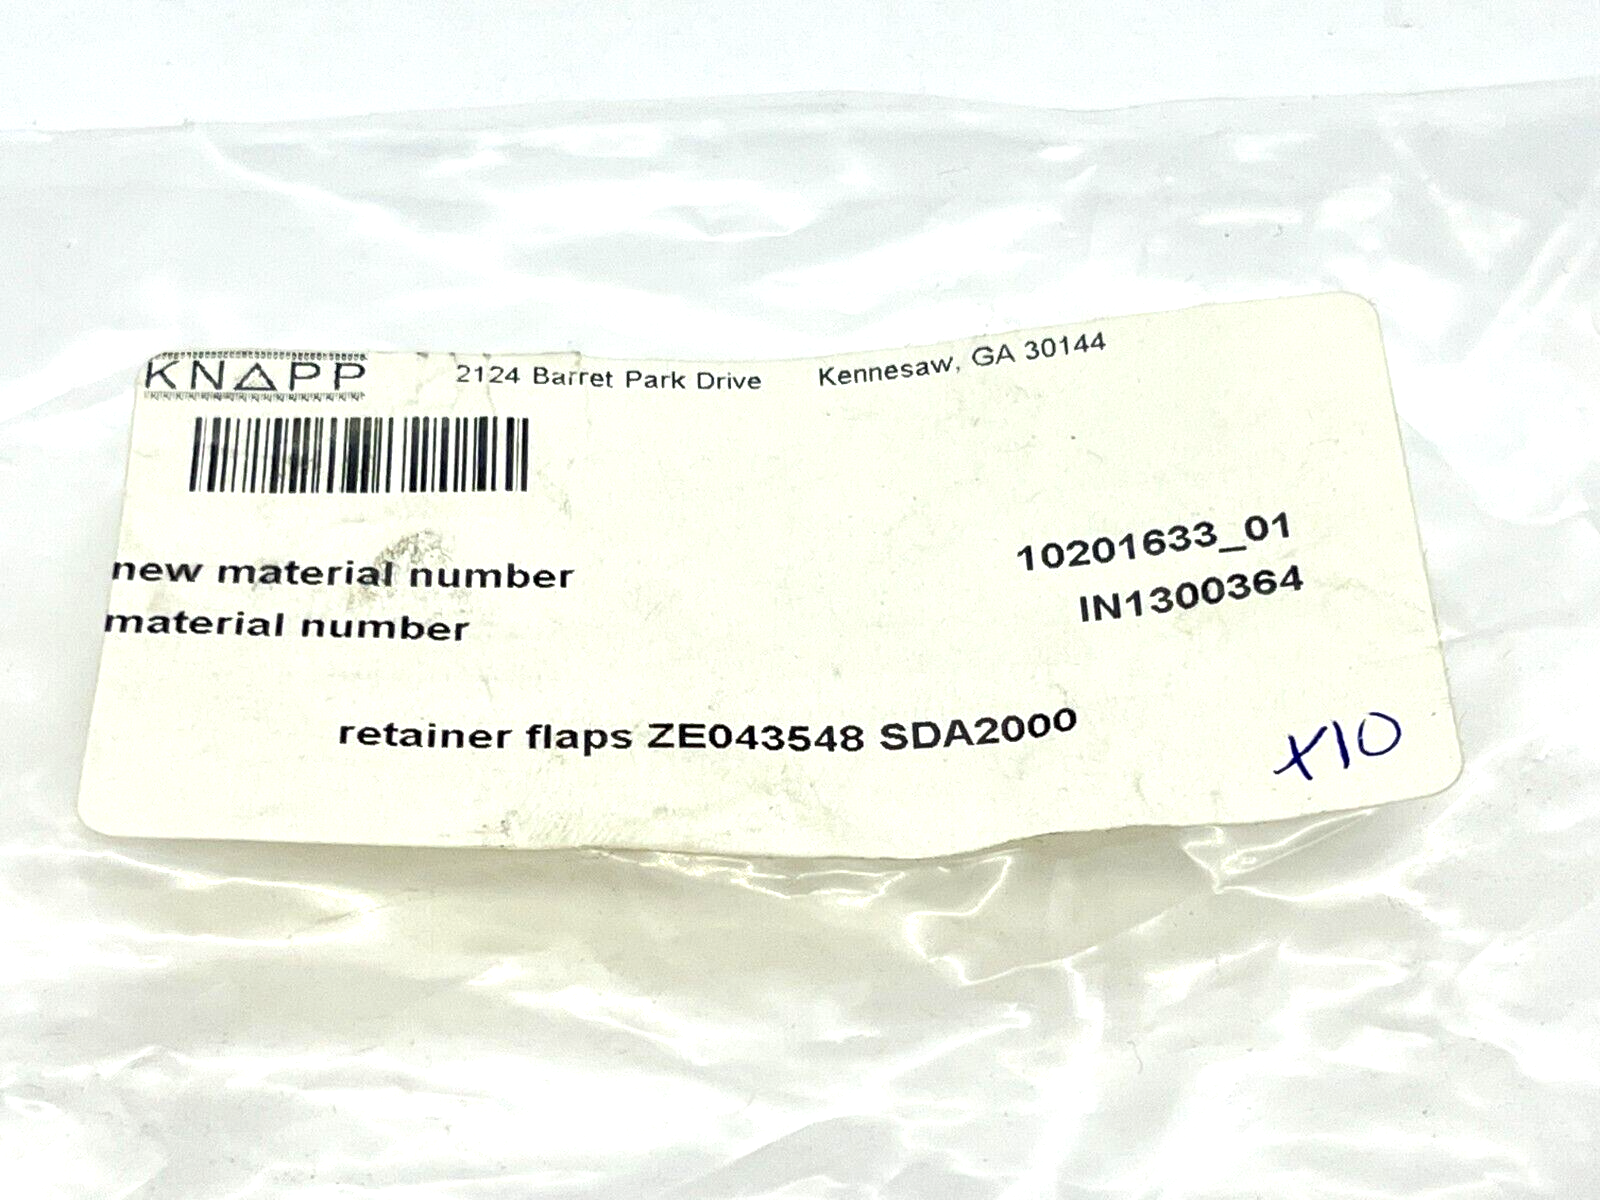 KNAPP 2124 Barret Park Drive Kennesaw, GA 30144
new material number 10201633_01
material number IN1300364
retainer flaps ZE043548 SDA2000
x10